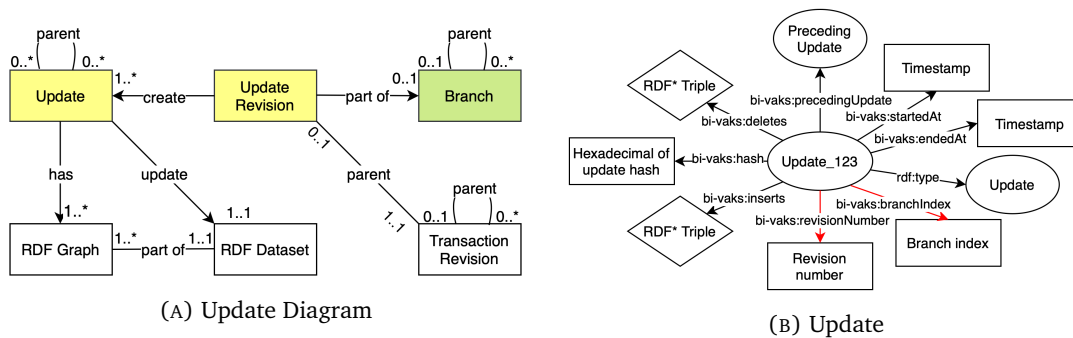 parent
0..*
0..*
Update
1..*
create
Update
Revision
part of
0..1
parent
0..1
0..*
Branch
has
update
0..1
parent
1..1
1..*
RDF Graph
1..*
part of
1..1
1..1
RDF Dataset
parent
0..1
0..*
Transaction
Revision
(A) Update Diagram
Preceding
Update
RDF* Triple
Timestamp
bi-vaks:precedingUpdate
bi-vaks:startedAt
bi-vaks:deletes
Timestamp
bi-vaks:endedAt
Hexadecimal of
update hash
bi-vaks:hash
Update_123
rdf:type
Update
bi-vaks:inserts
bi-vaks:branchIndex
RDF* Triple
bi-vaks:revisionNumber
Branch index
Revision
number
(B) Update